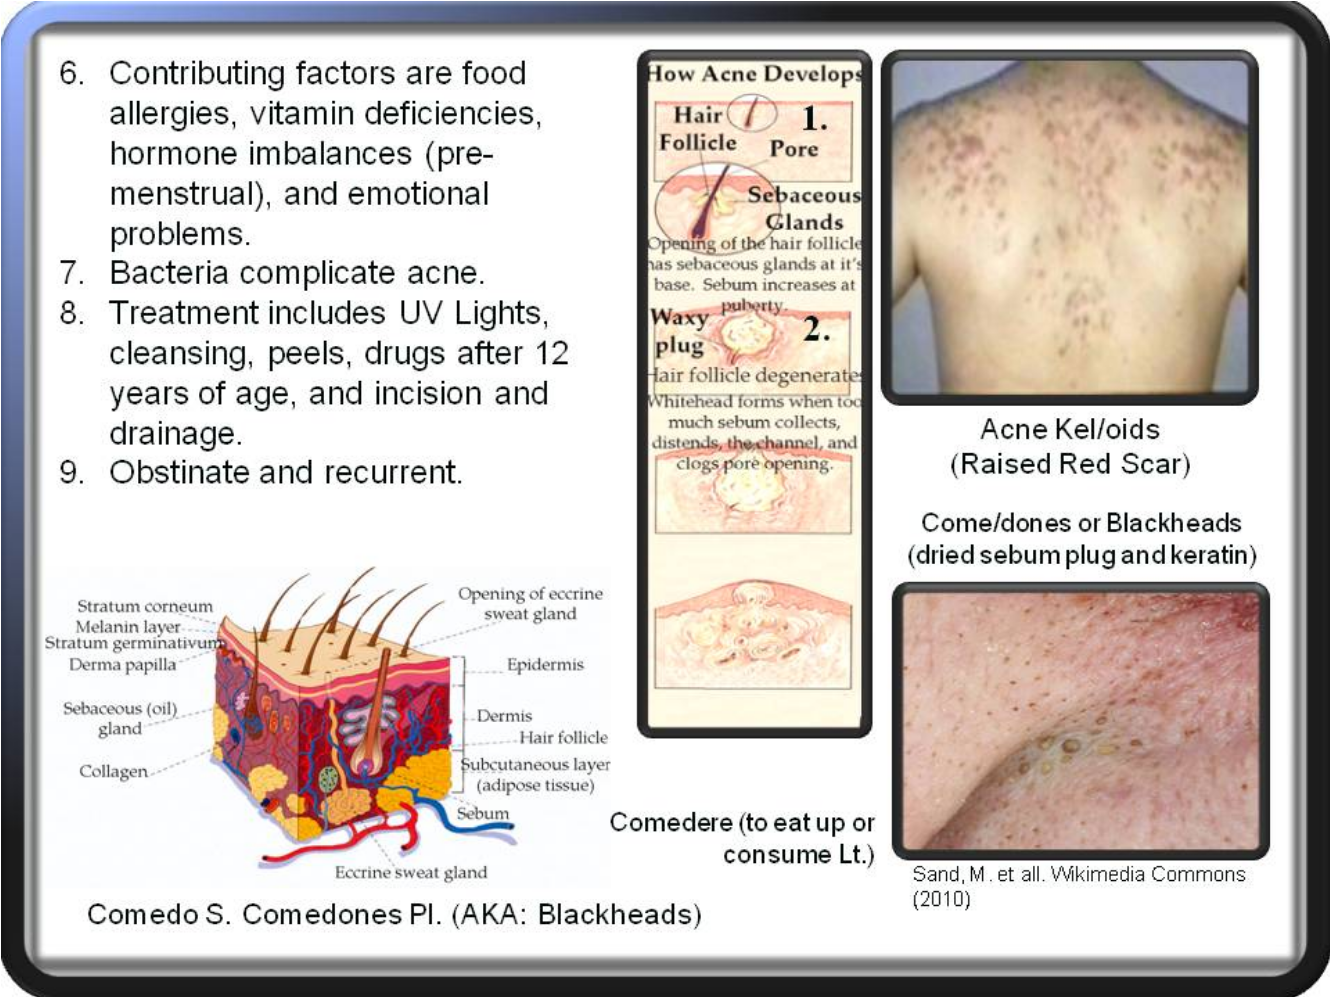 6. Contributing factors are food
allergies, vitamin deficiencies,
hormone imbalances (pre-
menstrual), and emotional
problems.
7. Bacteria complicate acne.
8. Treatment includes UV Lights,
cleansing, peels, drugs after 12
years of age, and incision and
drainage.
9. Obstinate and recurrent.
How Acne Develops
1.
Hair
Follicle
Pore
Sebaceous
Glands
Opening of the hair follicle
has sebaceous glands at it's
base. Sebum increases at
puberty.
Waxy
plug
2.
Hair follicle degenerates
Whitehead forms when too
much sebum collects,
distends, the channel, and
clogs pore opening.
Acne Kel/oids
(Raised Red Scar)
Come/dones or Blackheads
(dried sebum plug and keratin)
Stratum corneum
Melanin layer
Stratum germinativum
Derma papilla
Sebaceous (oil)
gland
Collagen
Opening of eccrine
sweat gland
Epidermis
Dermis
Hair follicle
Subcutaneous layer
(adipose tissue)
Sebum
Eccrine sweat gland
Comedere (to eat up or
consume Lt.)
Sand, M. et all. Wikimedia Commons
(2010)
Comedo S. Comedones Pl. (AKA: Blackheads)